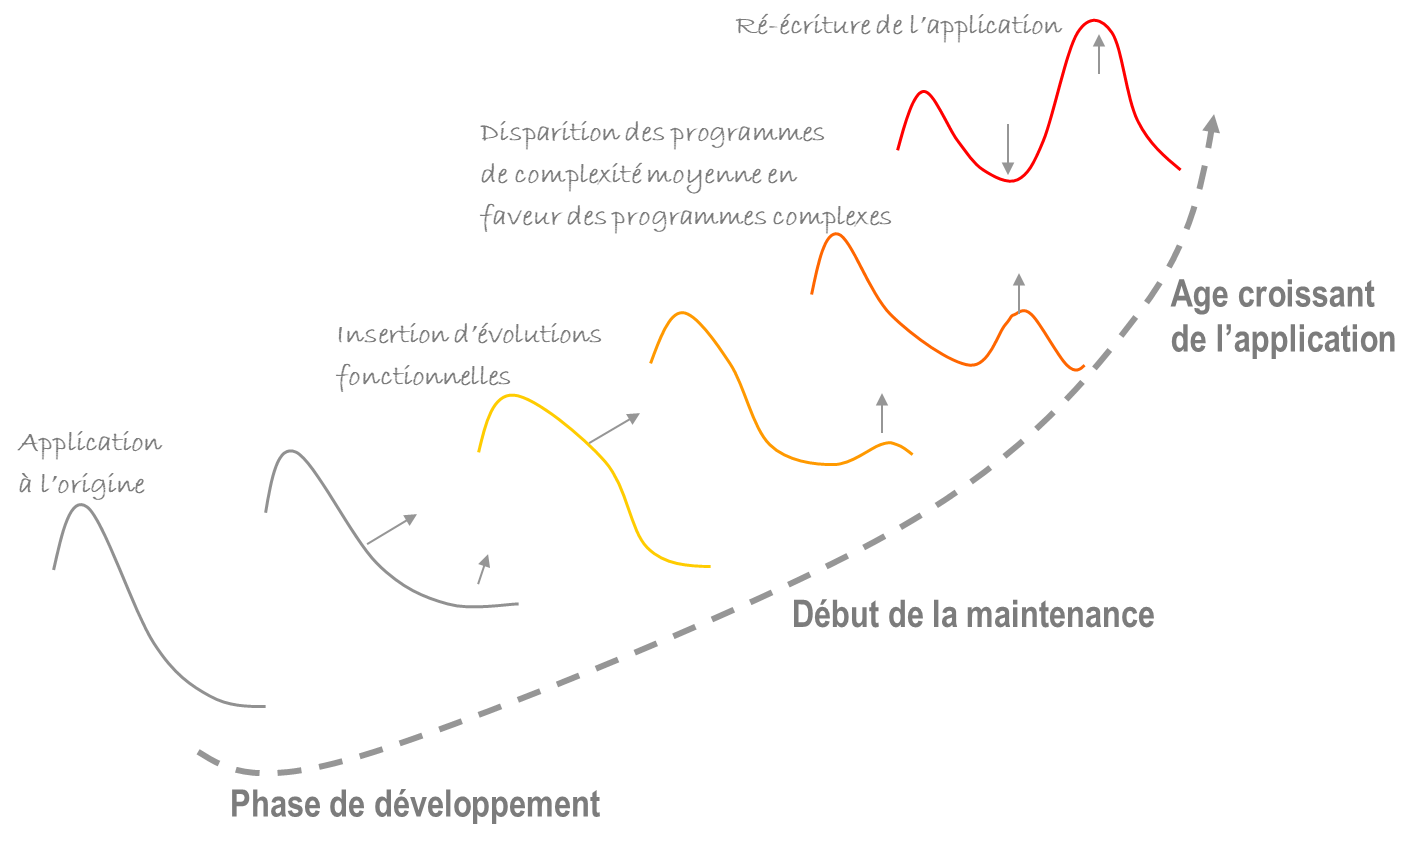 Ré-écriture de l'application
Disparition des programmes
de complexité moyenne en
faveur des programmes complexes
Age croissant
de l'application
Insertion d'évolutions
fonctionnelles
Application
à l'origine
Début de la maintenance
Phase de développement